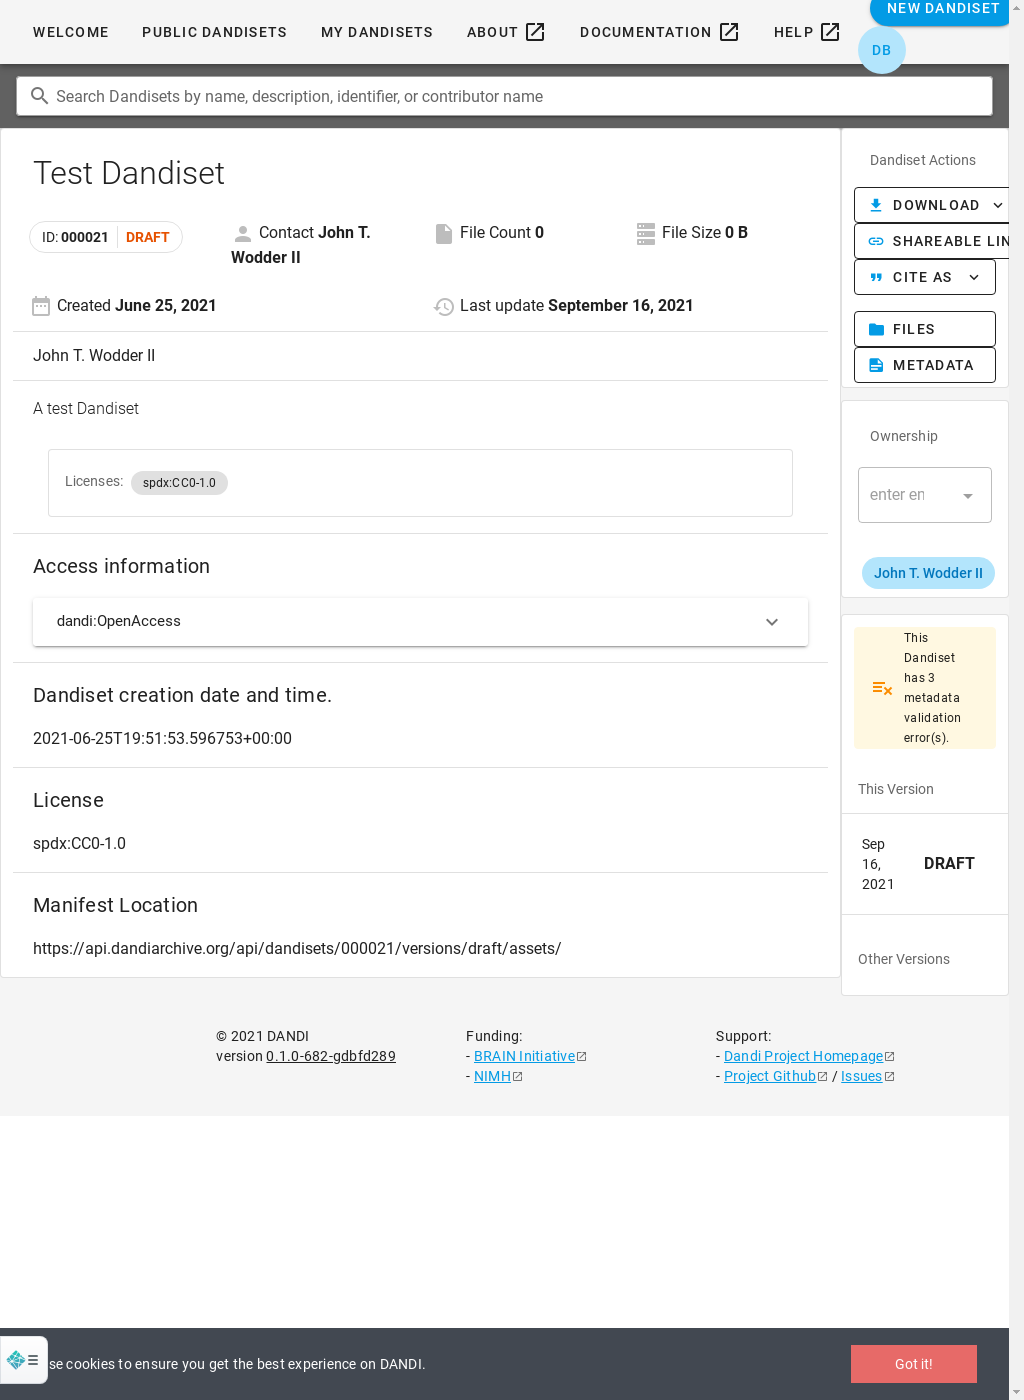 NEW DANDISET
WELCOME PUBLIC DANDISETS MY DANDISETS ABOUT DOCUMENTATION HELP
DB
Search Dandisets by name, description, identifier, or contributor name
Test Dandiset
ID: 000021 DRAFT
Contact John T. Wodder II
File Count 0
File Size 0 B
Created June 25, 2021
Last update September 16, 2021
John T. Wodder II
A test Dandiset
Licenses: spdx:CC0-1.0
Access information
dandi:OpenAccess
Dandiset creation date and time.
2021-06-25T19:51:53.596753+00:00
License
spdx:CC0-1.0
Manifest Location
https://api.dandiarchive.org/api/dandisets/000021/versions/draft/assets/
Dandiset Actions
DOWNLOAD
SHAREABLE LIN
CITE AS
FILES
METADATA
Ownership
enter en
John T. Wodder II
This
Dandiset
has 3
metadata
validation
error(s).
This Version
Sep
16,
2021
DRAFT
Other Versions
© 2021 DANDI
version 0.1.0-682-gdbfd289
Funding:
- BRAIN Initiative
- NIMH
Support:
- Dandi Project Homepage
- Project Github / Issues
se cookies to ensure you get the best experience on DANDI.
Got it!